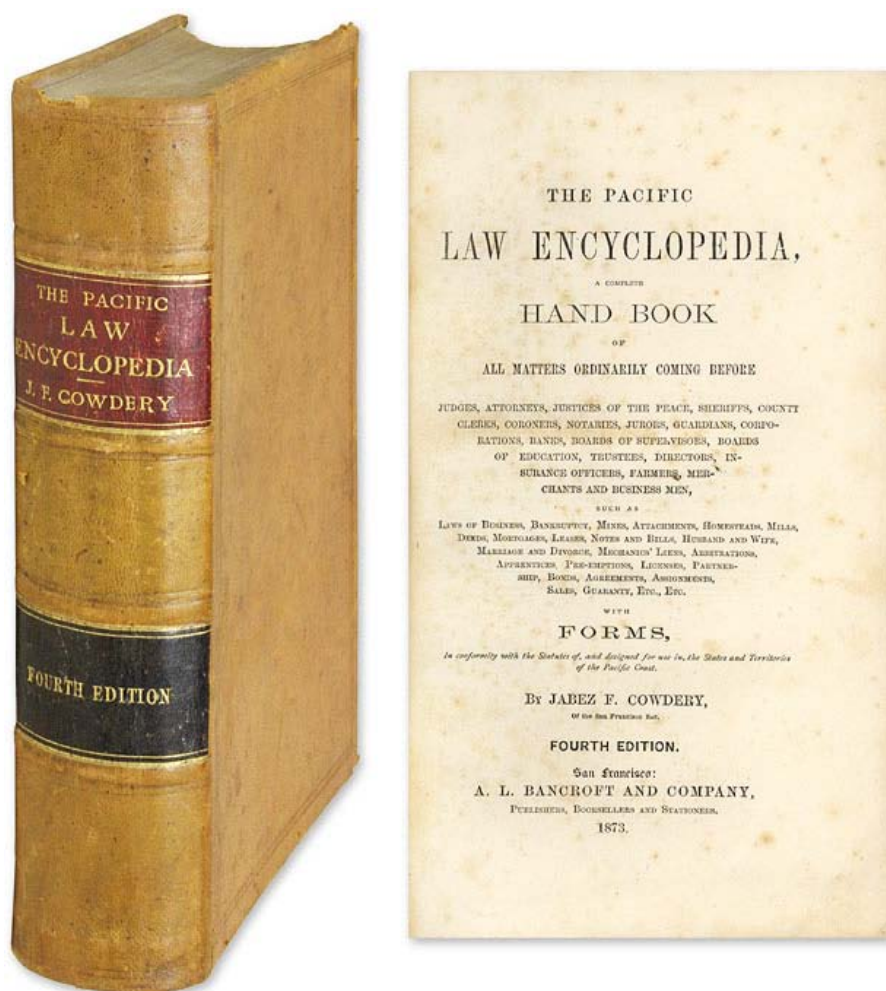 THE PACIFIC
LAW
ENCYCLOPEDIA
J. F. COWDERY
FOURTH EDITION
THE PACIFIC
LAW ENCYCLOPEDIA,
A COMPLETE
HAND BOOK
OF
ALL MATTERS ORDINARILY COMING BEFORE
JUDGES, ATTORNEYS, JUSTICES OF THE PEACE, SHERIFFS, COUNTY
CLERKS, CORONERS, NOTARIES, JURORS, GUARDIANS, CORPO-
RATIONS, BANKS, BOARDS OF SUPERVISORS, BOARDS
OF EDUCATION, TRUSTEES, DIRECTORS, IN-
SURANCE OFFICERS, FARMERS, MER-
CHANTS AND BUSINESS MEN,
SUCH AS
LAWS OF BUSINESS, BANKRUPTCY, MINES, ATTACHMENTS, HOMESTEADS, MILLS,
DEEDS, MORTGAGES, LEASES, NOTES AND BILLS, HUSBAND AND WIFE,
MARRIAGE AND DIVORCE, MECHANICS' LIENS, ARBITRATIONS,
APPRENTICES, PRE-EMPTIONS, LICENSES, PARTNER-
SHIP, BONDS, AGREEMENTS, ASSIGNMENTS,
SALES, GUARANTY, ETC., ETC.
WITH
FORMS,
In conformity with the Statutes of, and designed for use in, the States and Territories
of the Pacific Coast.
BY JABEZ F. COWDERY,
Of the San Francisco Bar.
FOURTH EDITION.
San Francisco:
A. L. BANCROFT AND COMPANY,
PUBLISHERS, BOOKSELLERS AND STATIONERS.
1873.